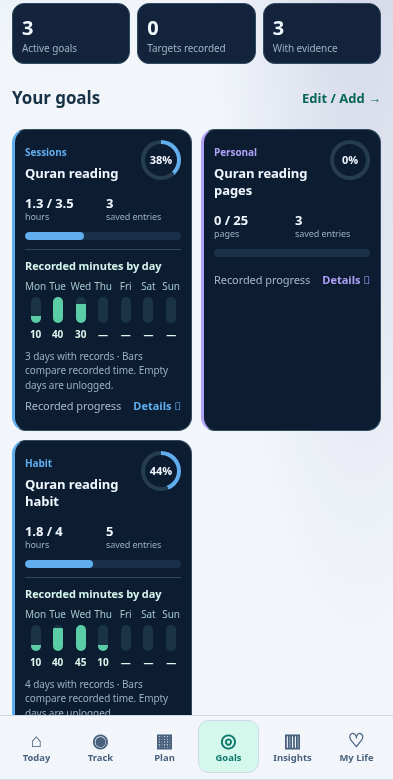 3
Active goals
0
Targets recorded
3
With evidence
Your goals
Edit / Add →
Sessions
38%
Quran reading
1.3 / 3.5
hours
3
saved entries
Recorded minutes by day
Mon Tue Wed Thu Fri Sat Sun
10 40 30 — — — —
3 days with records · Bars
compare recorded time. Empty
days are unlogged.
Recorded progress Details
Personal
0%
Quran reading
pages
0 / 25
pages
3
saved entries
Recorded progress Details
Habit
44%
Quran reading
habit
1.8 / 4
hours
5
saved entries
Recorded minutes by day
Mon Tue Wed Thu Fri Sat Sun
10 40 45 10 — — —
4 days with records · Bars
compare recorded time. Empty
days are unlogged.
Today Track Plan Goals Insights My Life